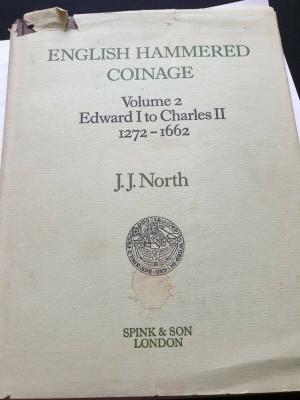 ENGLISH HAMMERED
COINAGE
Volume 2
Edward I to Charles II
1272-1662
J.J. North
SPINK & SON
LONDON